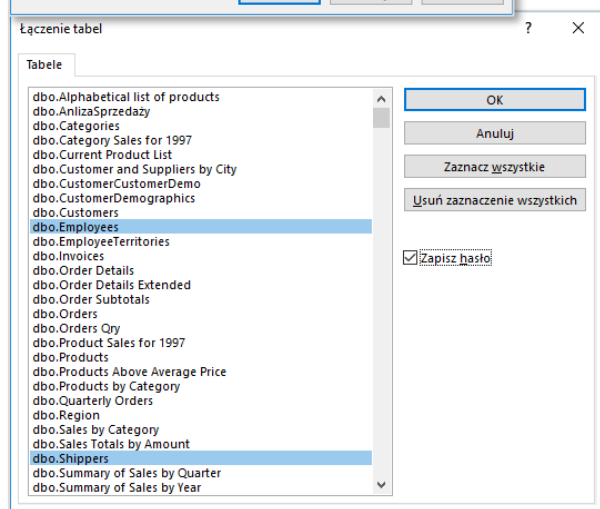 Łączenie tabel
?
Tabele
dbo.Alphabetical list of products
dbo.AnlizaSprzedaży
dbo.Categories
dbo.Category Sales for 1997
dbo.Current Product List
dbo.Customer and Suppliers by City
dbo.CustomerCustomerDemo
dbo.CustomerDemographics
dbo.Customers
dbo.Employees
dbo.EmployeeTerritories
dbo.Invoices
dbo.Order Details
dbo.Order Details Extended
dbo.Order Subtotals
dbo.Orders
dbo.Orders Qry
dbo.Product Sales for 1997
dbo.Products
dbo.Products Above Average Price
dbo.Products by Category
dbo.Quarterly Orders
dbo.Region
dbo.Sales by Category
dbo.Sales Totals by Amount
dbo.Shippers
dbo.Summary of Sales by Quarter
dbo.Summary of Sales by Year
OK
Anuluj
Zaznacz wszystkie
Usuń zaznaczenie wszystkich
Zapisz hasło